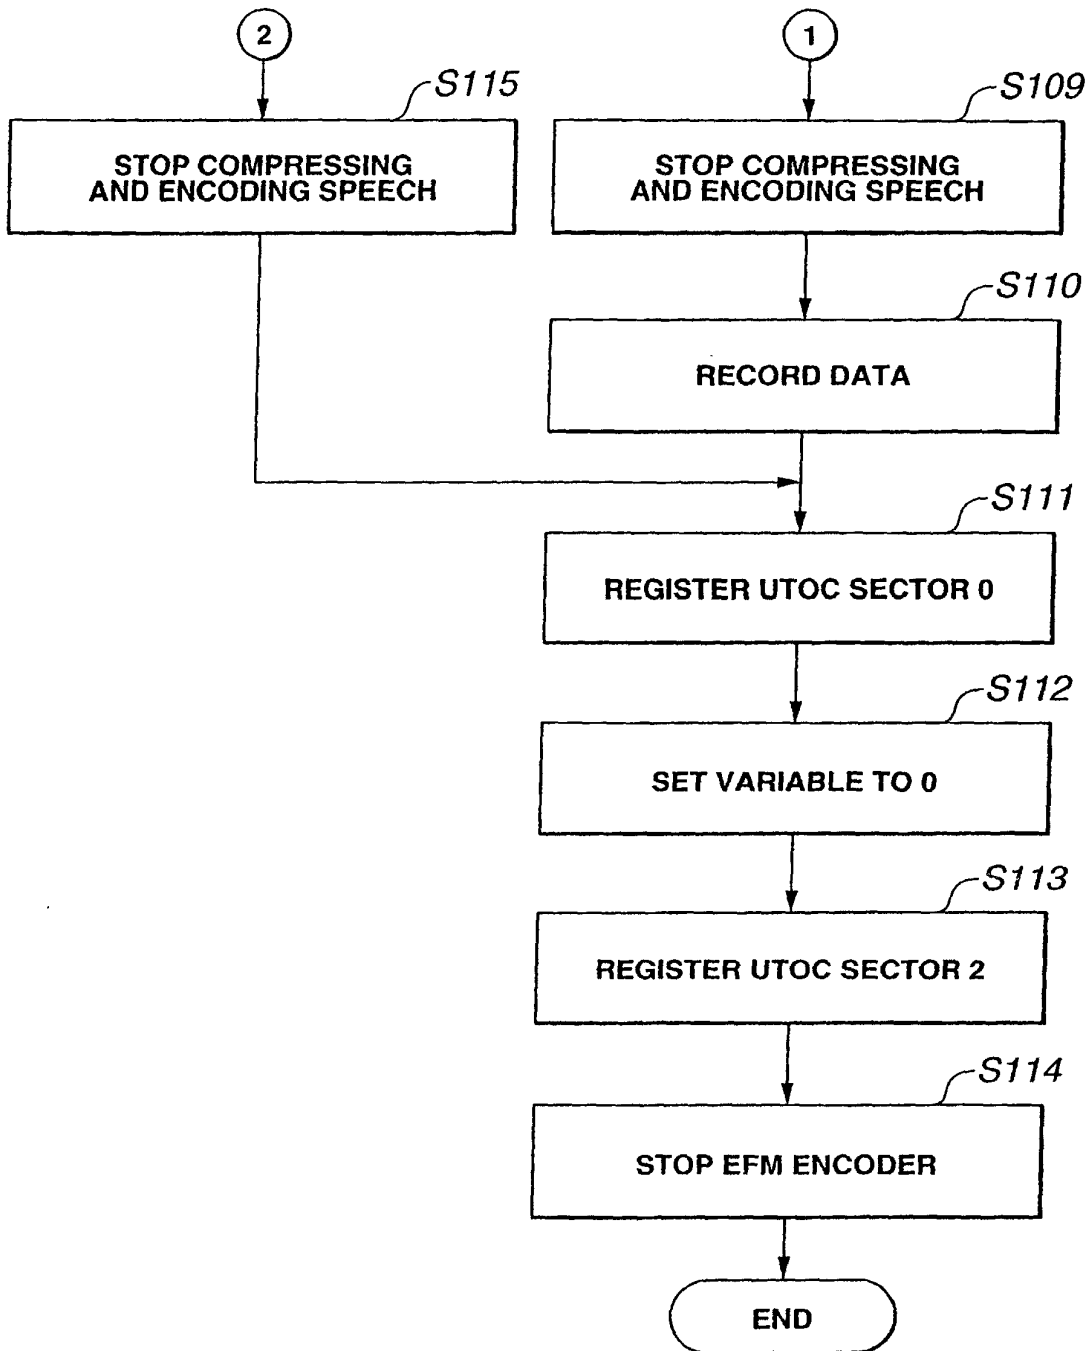 2
1
S115
S109
STOP COMPRESSING
AND ENCODING SPEECH
STOP COMPRESSING
AND ENCODING SPEECH
S110
RECORD DATA
S111
REGISTER UTOC SECTOR 0
S112
SET VARIABLE TO 0
S113
REGISTER UTOC SECTOR 2
S114
STOP EFM ENCODER
END